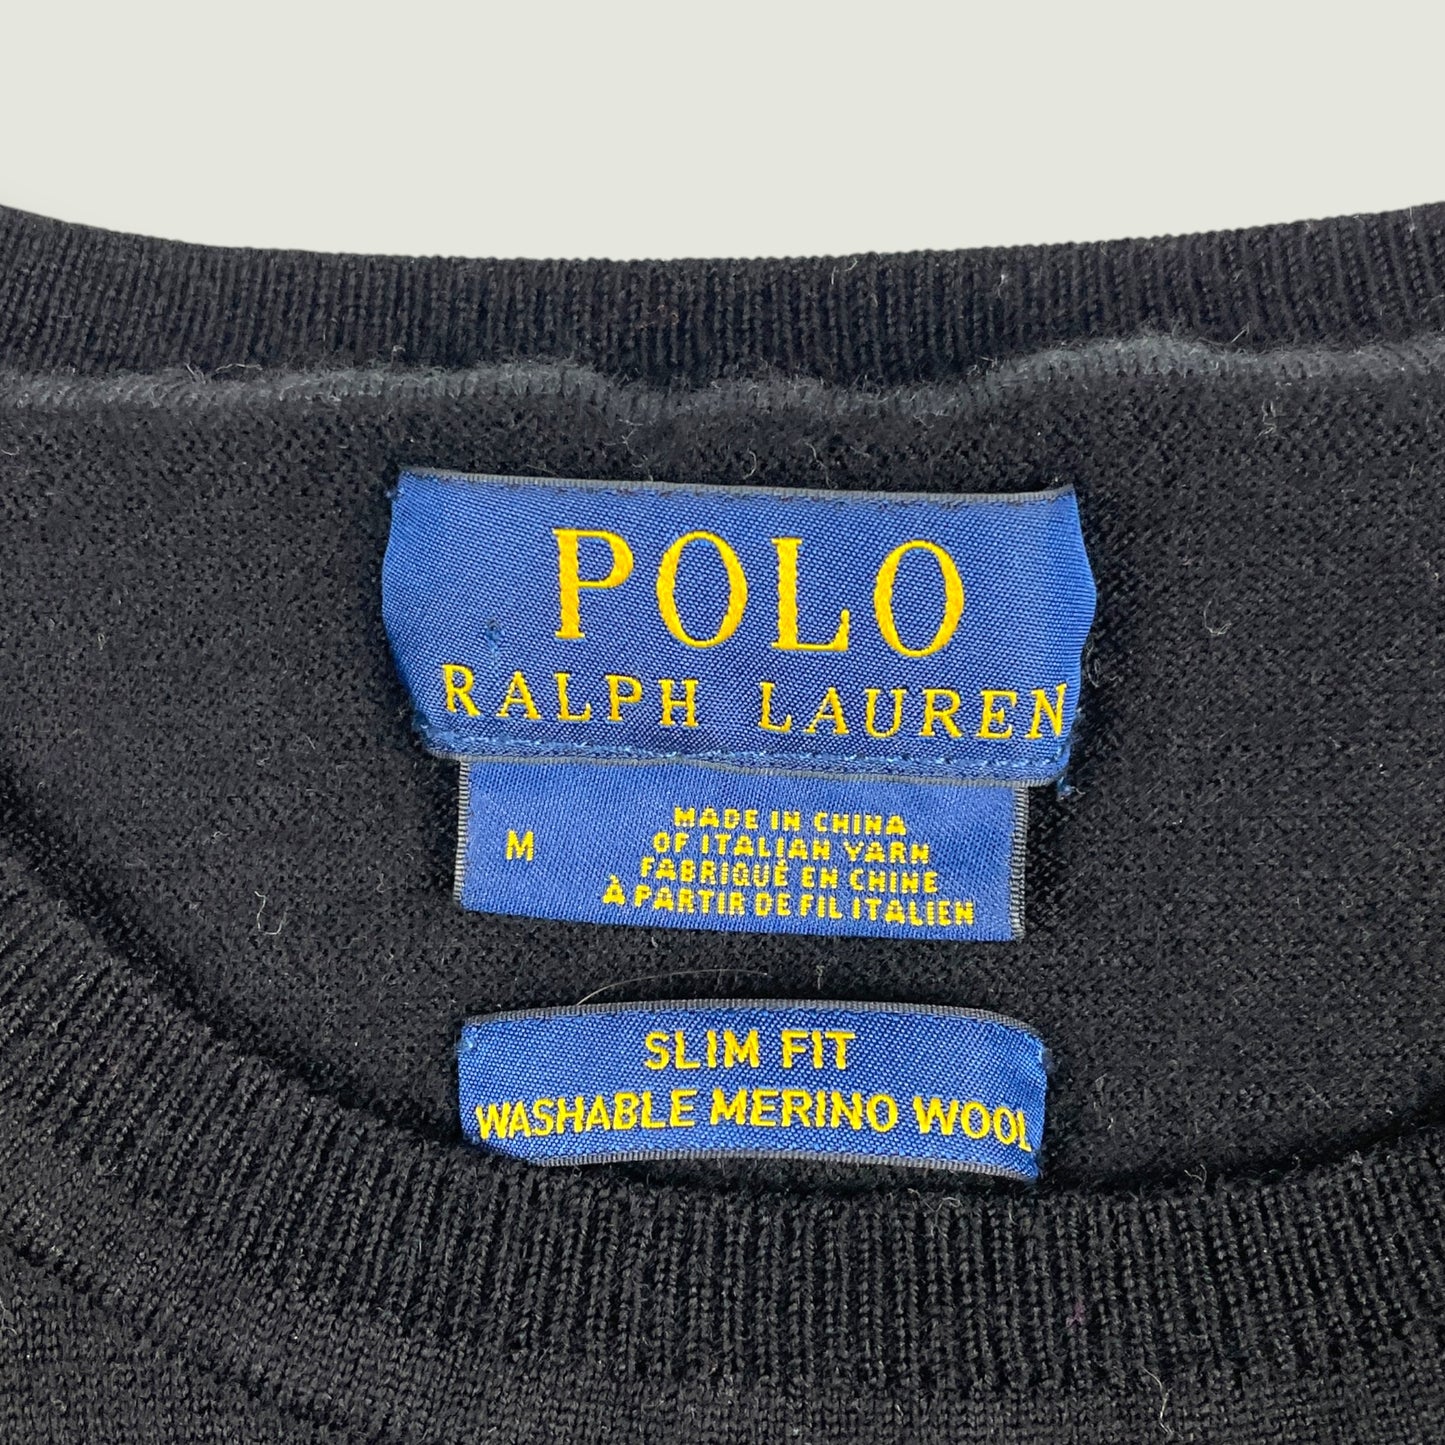 POLO
RALPH LAUREN
M
MADE IN CHINA
OF ITALIAN YARN
FABRIQUÉ EN CHINE
À PARTIR DE FIL ITALIEN
SLIM FIT
WASHABLE MERINO WOOL